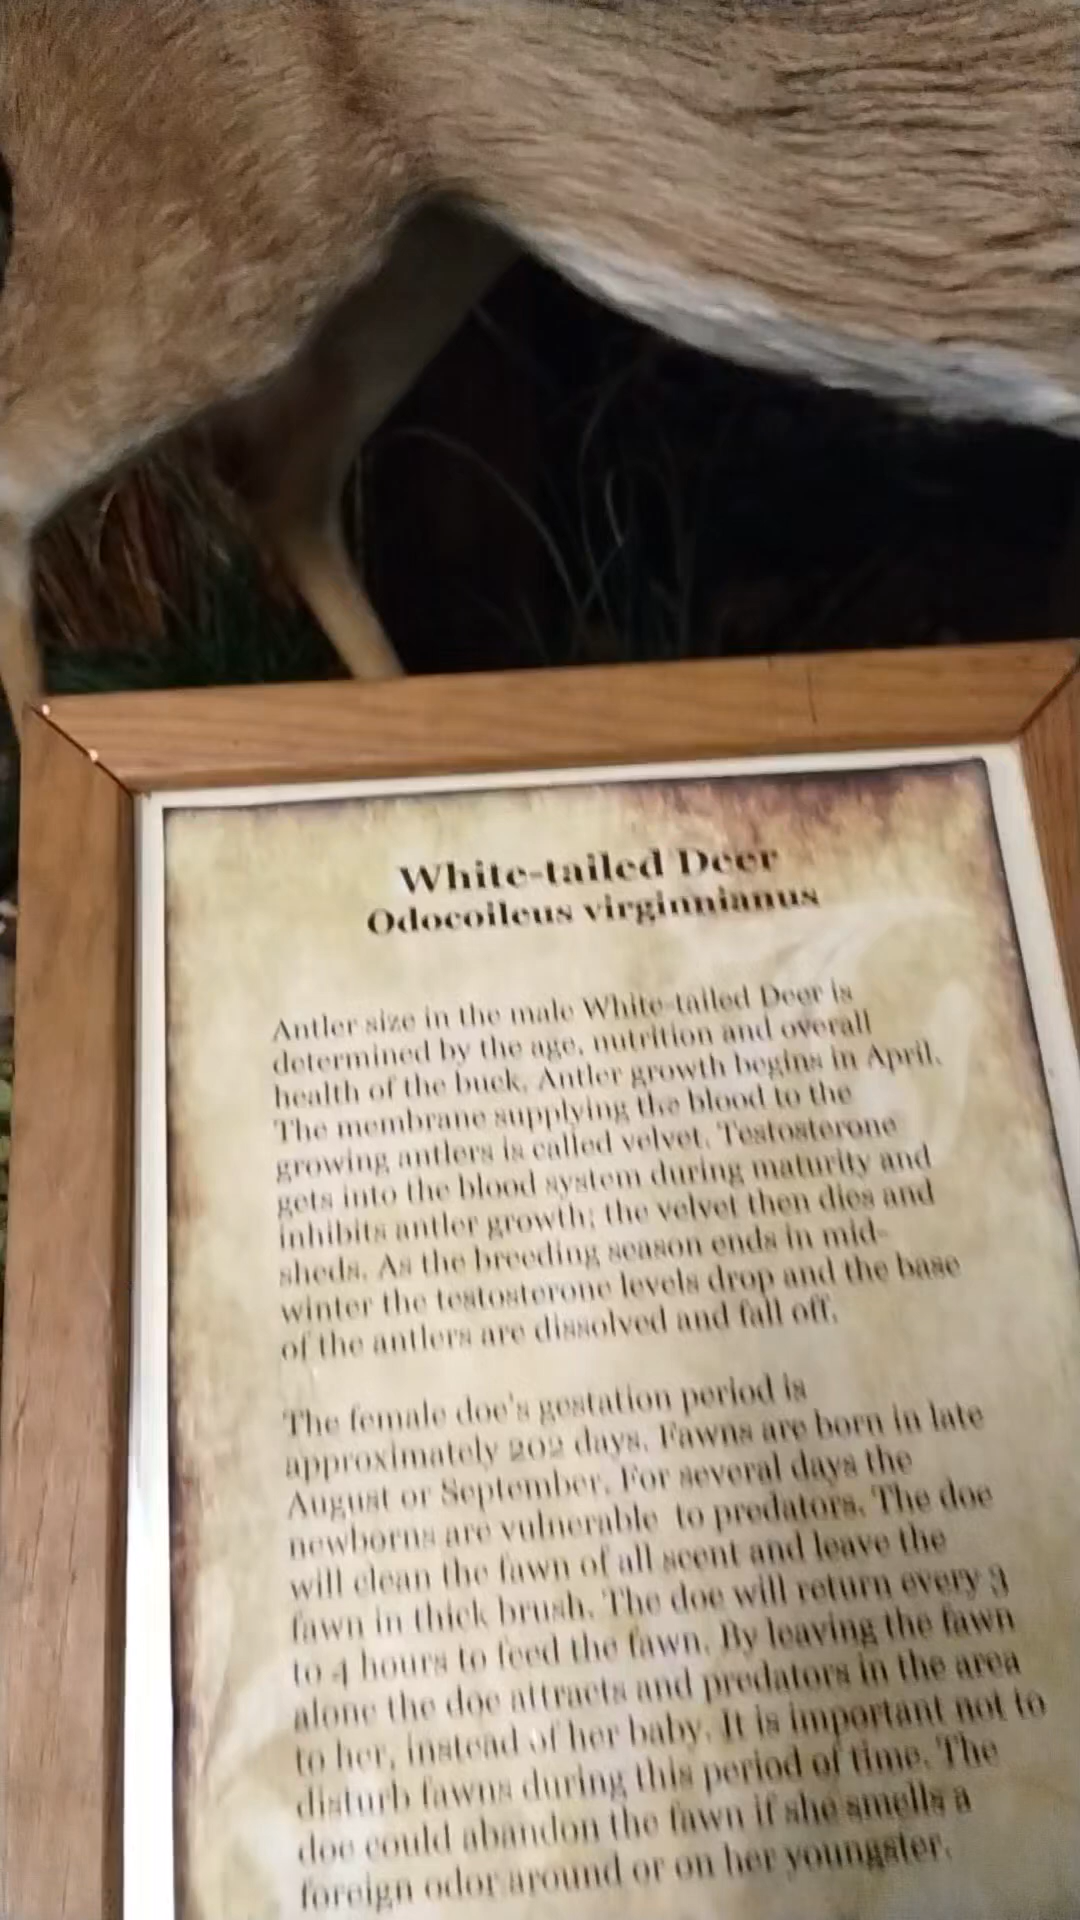 White-tailed Deer
Odocoileus virginnianus
Antler size in the male White-tailed Deer is
determined by the age, nutrition and overall
health of the buck. Antler growth begins in April.
The membrane supplying the blood to the
growing antlers is called velvet. Testosterone
gets into the blood system during maturity and
inhibits antler growth; the velvet then dies and
sheds. As the breeding season ends in mid-
winter the testosterone levels drop and the base
of the antlers are dissolved and fall off.
The female doe's gestation period is
approximately 202 days. Fawns are born in late
August or September. For several days the
newborns are vulnerable to predators. The doe
will clean the fawn of all scent and leave the
fawn in thick brush. The doe will return every 3
to 4 hours to feed the fawn. By leaving the fawn
alone the doe attracts and predators in the area
to her, instead of her baby. It is important not to
disturb fawns during this period of time. The
doe could abandon the fawn if she smells a
foreign odor around or on her youngster.